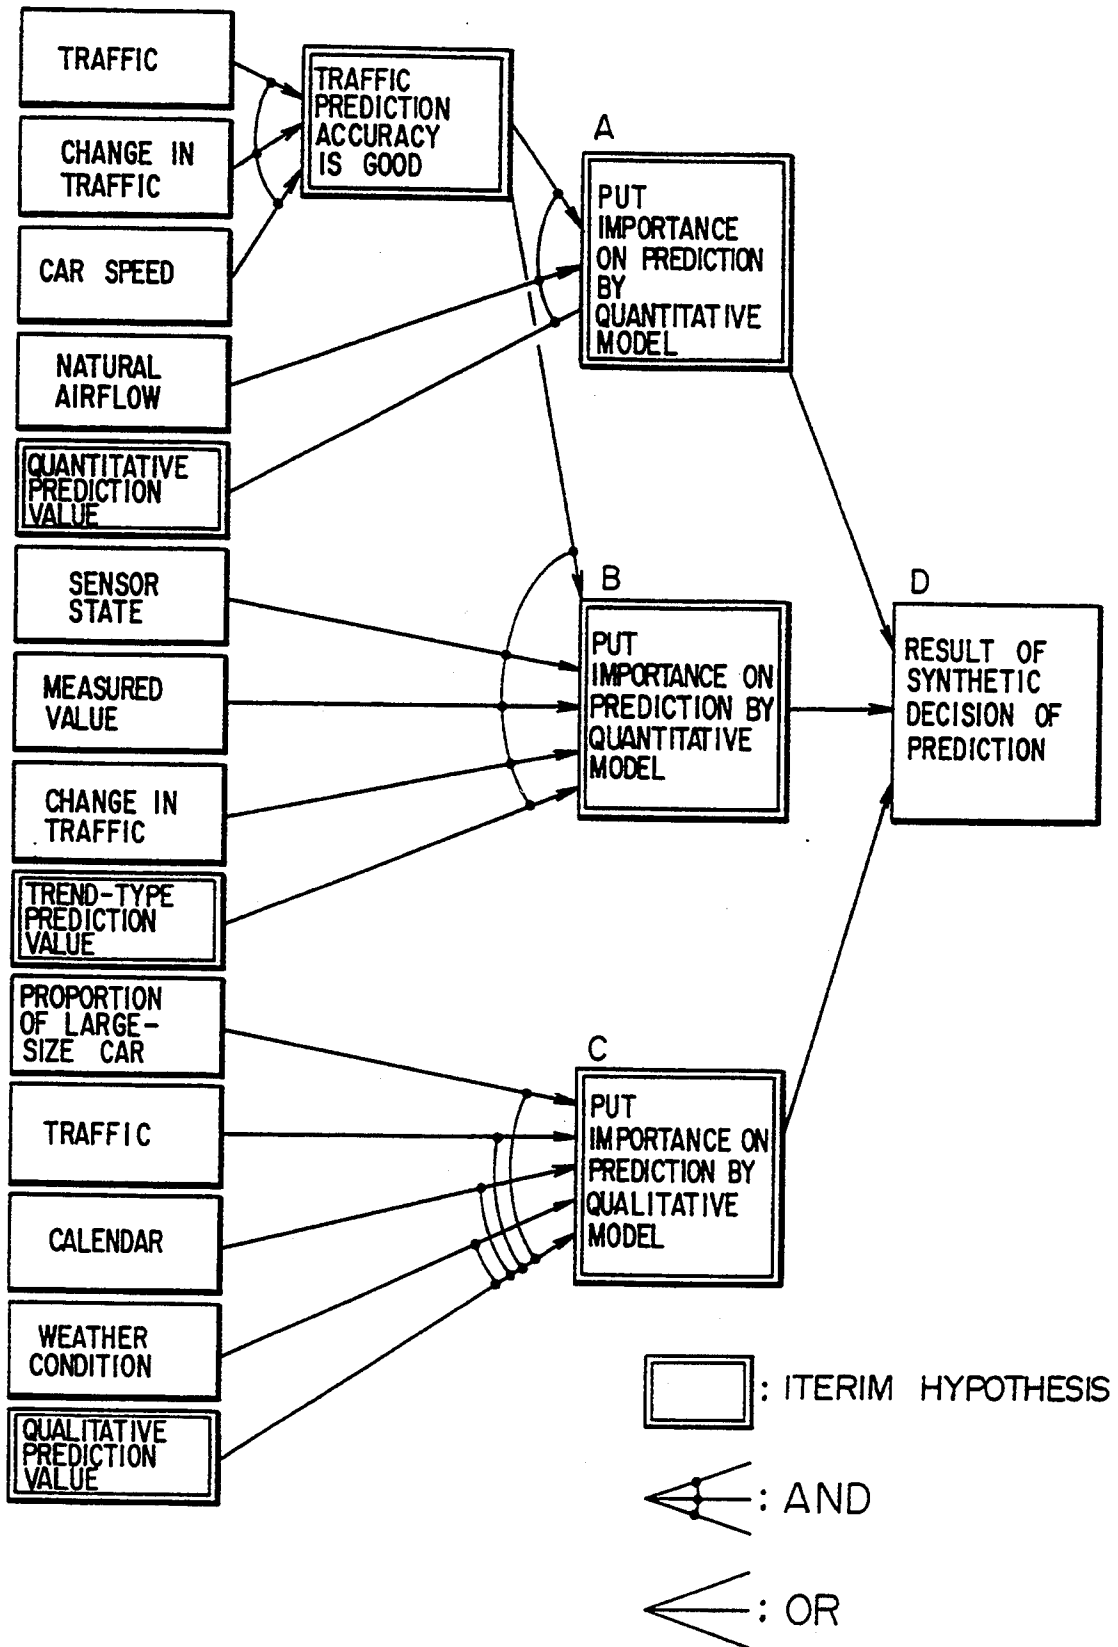 TRAFFIC
CHANGE IN
TRAFFIC
CAR SPEED
NATURAL
AIRFLOW
QUANTITATIVE
PREDICTION
VALUE
SENSOR
STATE
MEASURED
VALUE
CHANGE IN
TRAFFIC
TREND-TYPE
PREDICTION
VALUE
PROPORTION
OF LARGE-
SIZE CAR
TRAFFIC
CALENDAR
WEATHER
CONDITION
QUALITATIVE
PREDICTION
VALUE
TRAFFIC
PREDICTION
ACCURACY
IS GOOD
A
PUT
IMPORTANCE
ON PREDICTION
BY
QUANTITATIVE
MODEL
B
PUT
IMPORTANCE ON
PREDICTION BY
QUANTITATIVE
MODEL
C
PUT
IMPORTANCE ON
PREDICTION BY
QUALITATIVE
MODEL
D
RESULT OF
SYNTHETIC
DECISION OF
PREDICTION
: ITERIM HYPOTHESIS
: AND
: OR